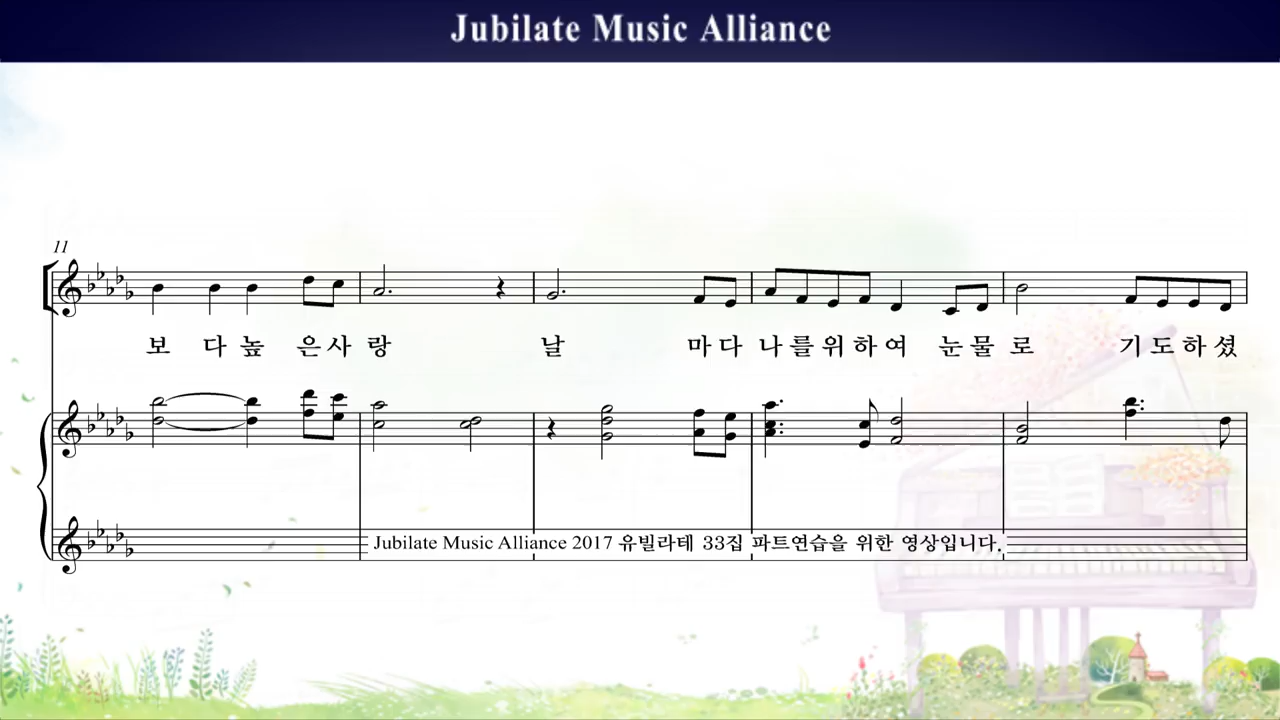 Jubilate Music Alliance
11
보 다 높 은 사 랑 날 마 다 나 를 위 하 여 눈 물 로 기 도 하 셨
Jubilate Music Alliance 2017 유빌라테 33집 파트연습을 위한 영상입니다.